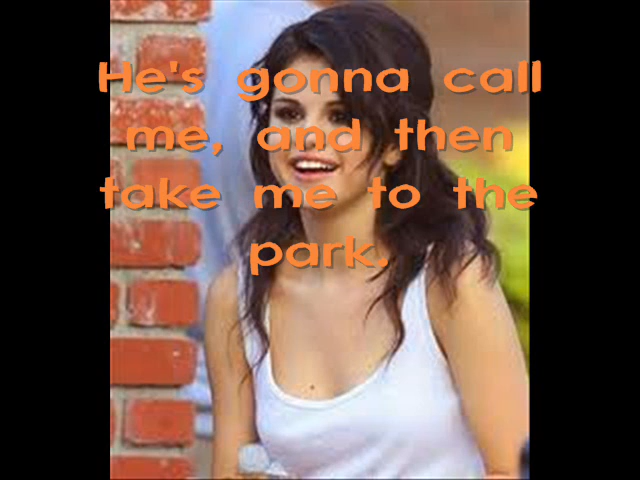 He's gonna call
me, and then
take me to the
park.